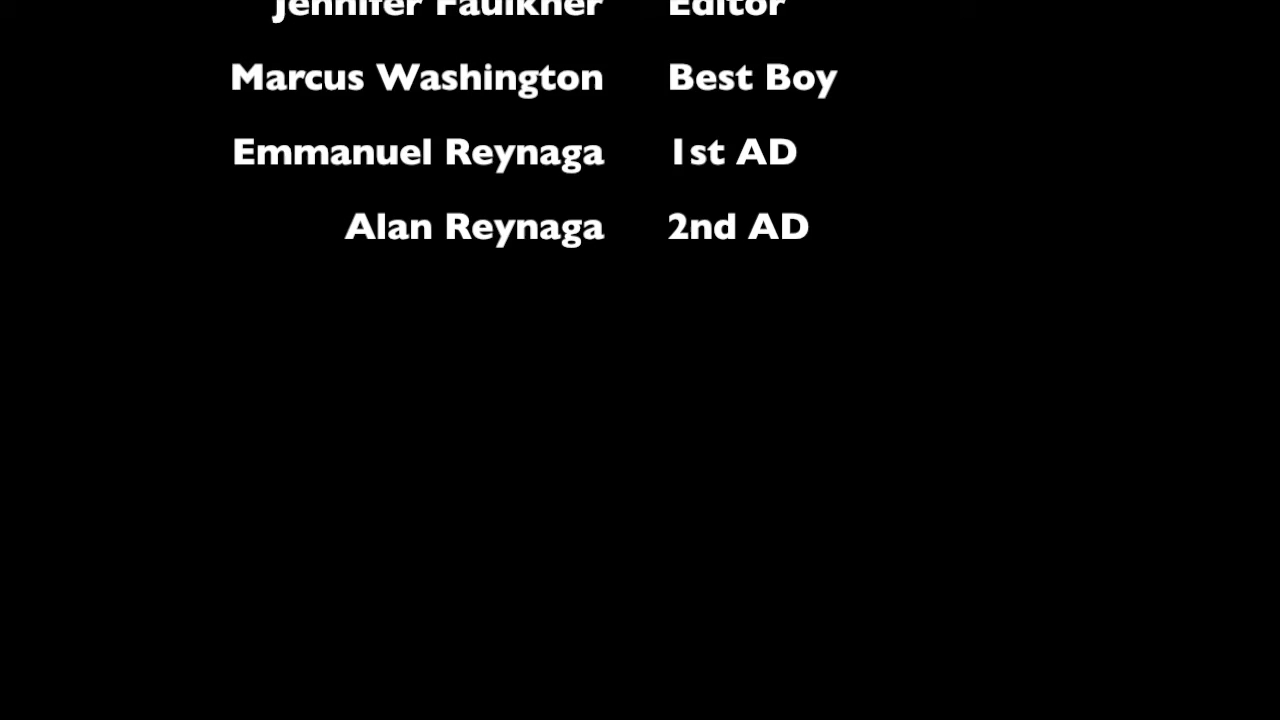 Jennifer Faulkner Editor
Marcus Washington Best Boy
Emmanuel Reynaga 1st AD
Alan Reynaga 2nd AD